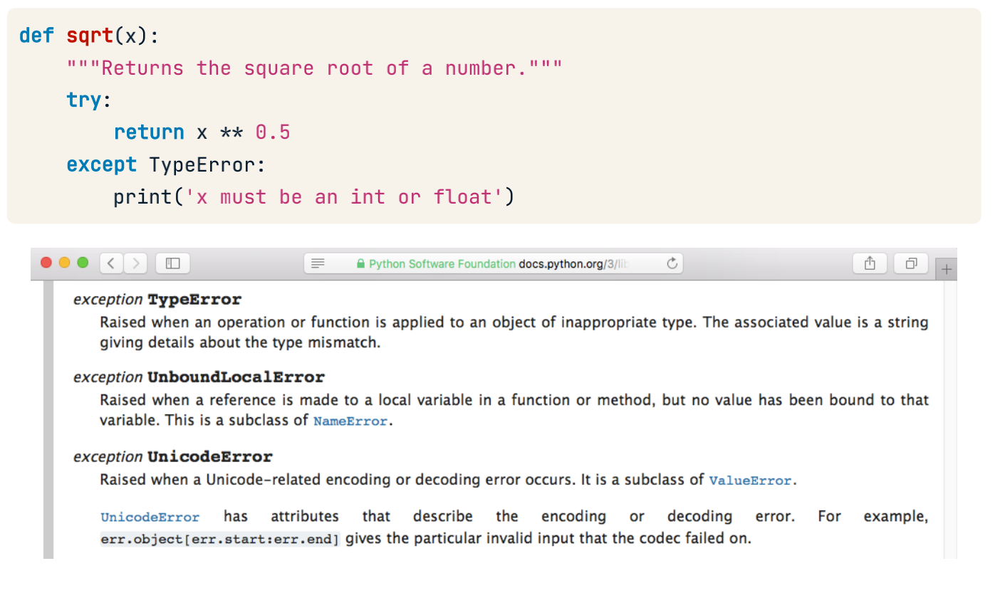 def sqrt(x):
    """Returns the square root of a number."""
    try:
        return x ** 0.5
    except TypeError:
        print('x must be an int or float')
Python Software Foundation docs.python.org/3/lib
exception TypeError
Raised when an operation or function is applied to an object of inappropriate type. The associated value is a string
giving details about the type mismatch.
exception UnboundLocalError
Raised when a reference is made to a local variable in a function or method, but no value has been bound to that
variable. This is a subclass of NameError.
exception UnicodeError
Raised when a Unicode-related encoding or decoding error occurs. It is a subclass of ValueError.
UnicodeError has attributes that describe the encoding or decoding error. For example,
err.object[err.start:err.end] gives the particular invalid input that the codec failed on.